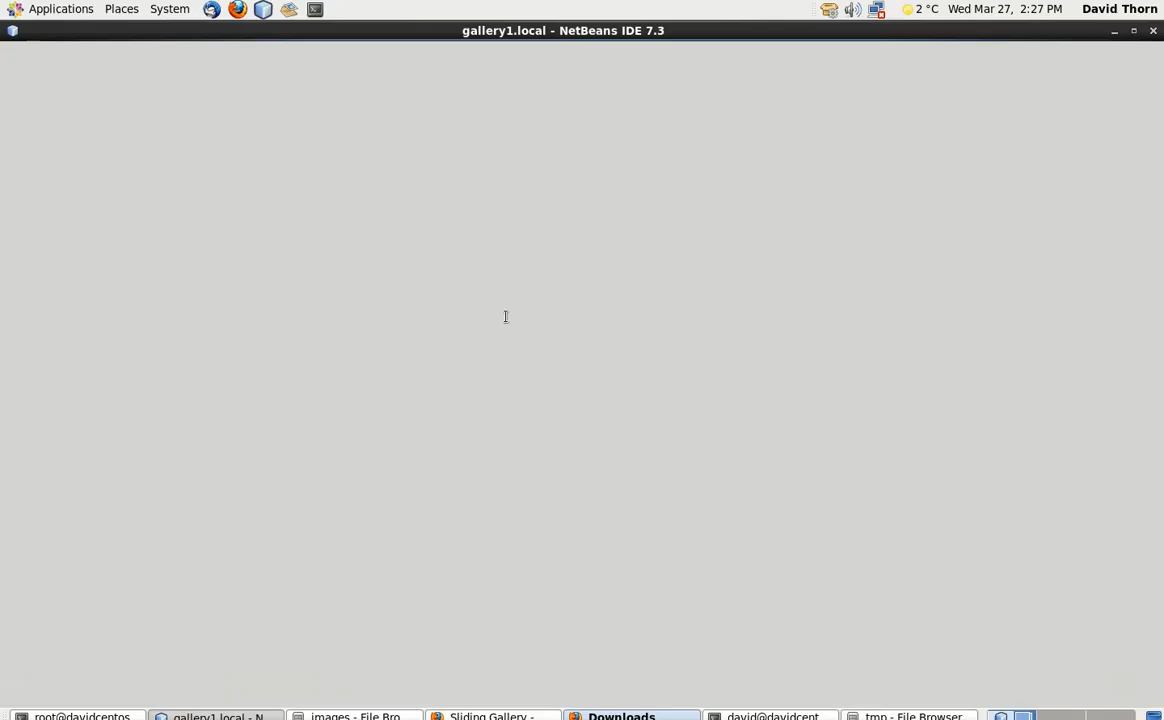 Applications Places System 2 °C Wed Mar 27, 2:27 PM David Thorn
gallery1.local - NetBeans IDE 7.3
root@davidcentos gallery1.local - N... images - File Bro... Sliding Gallery - Downloads david@davidcent... tmp - File Browser